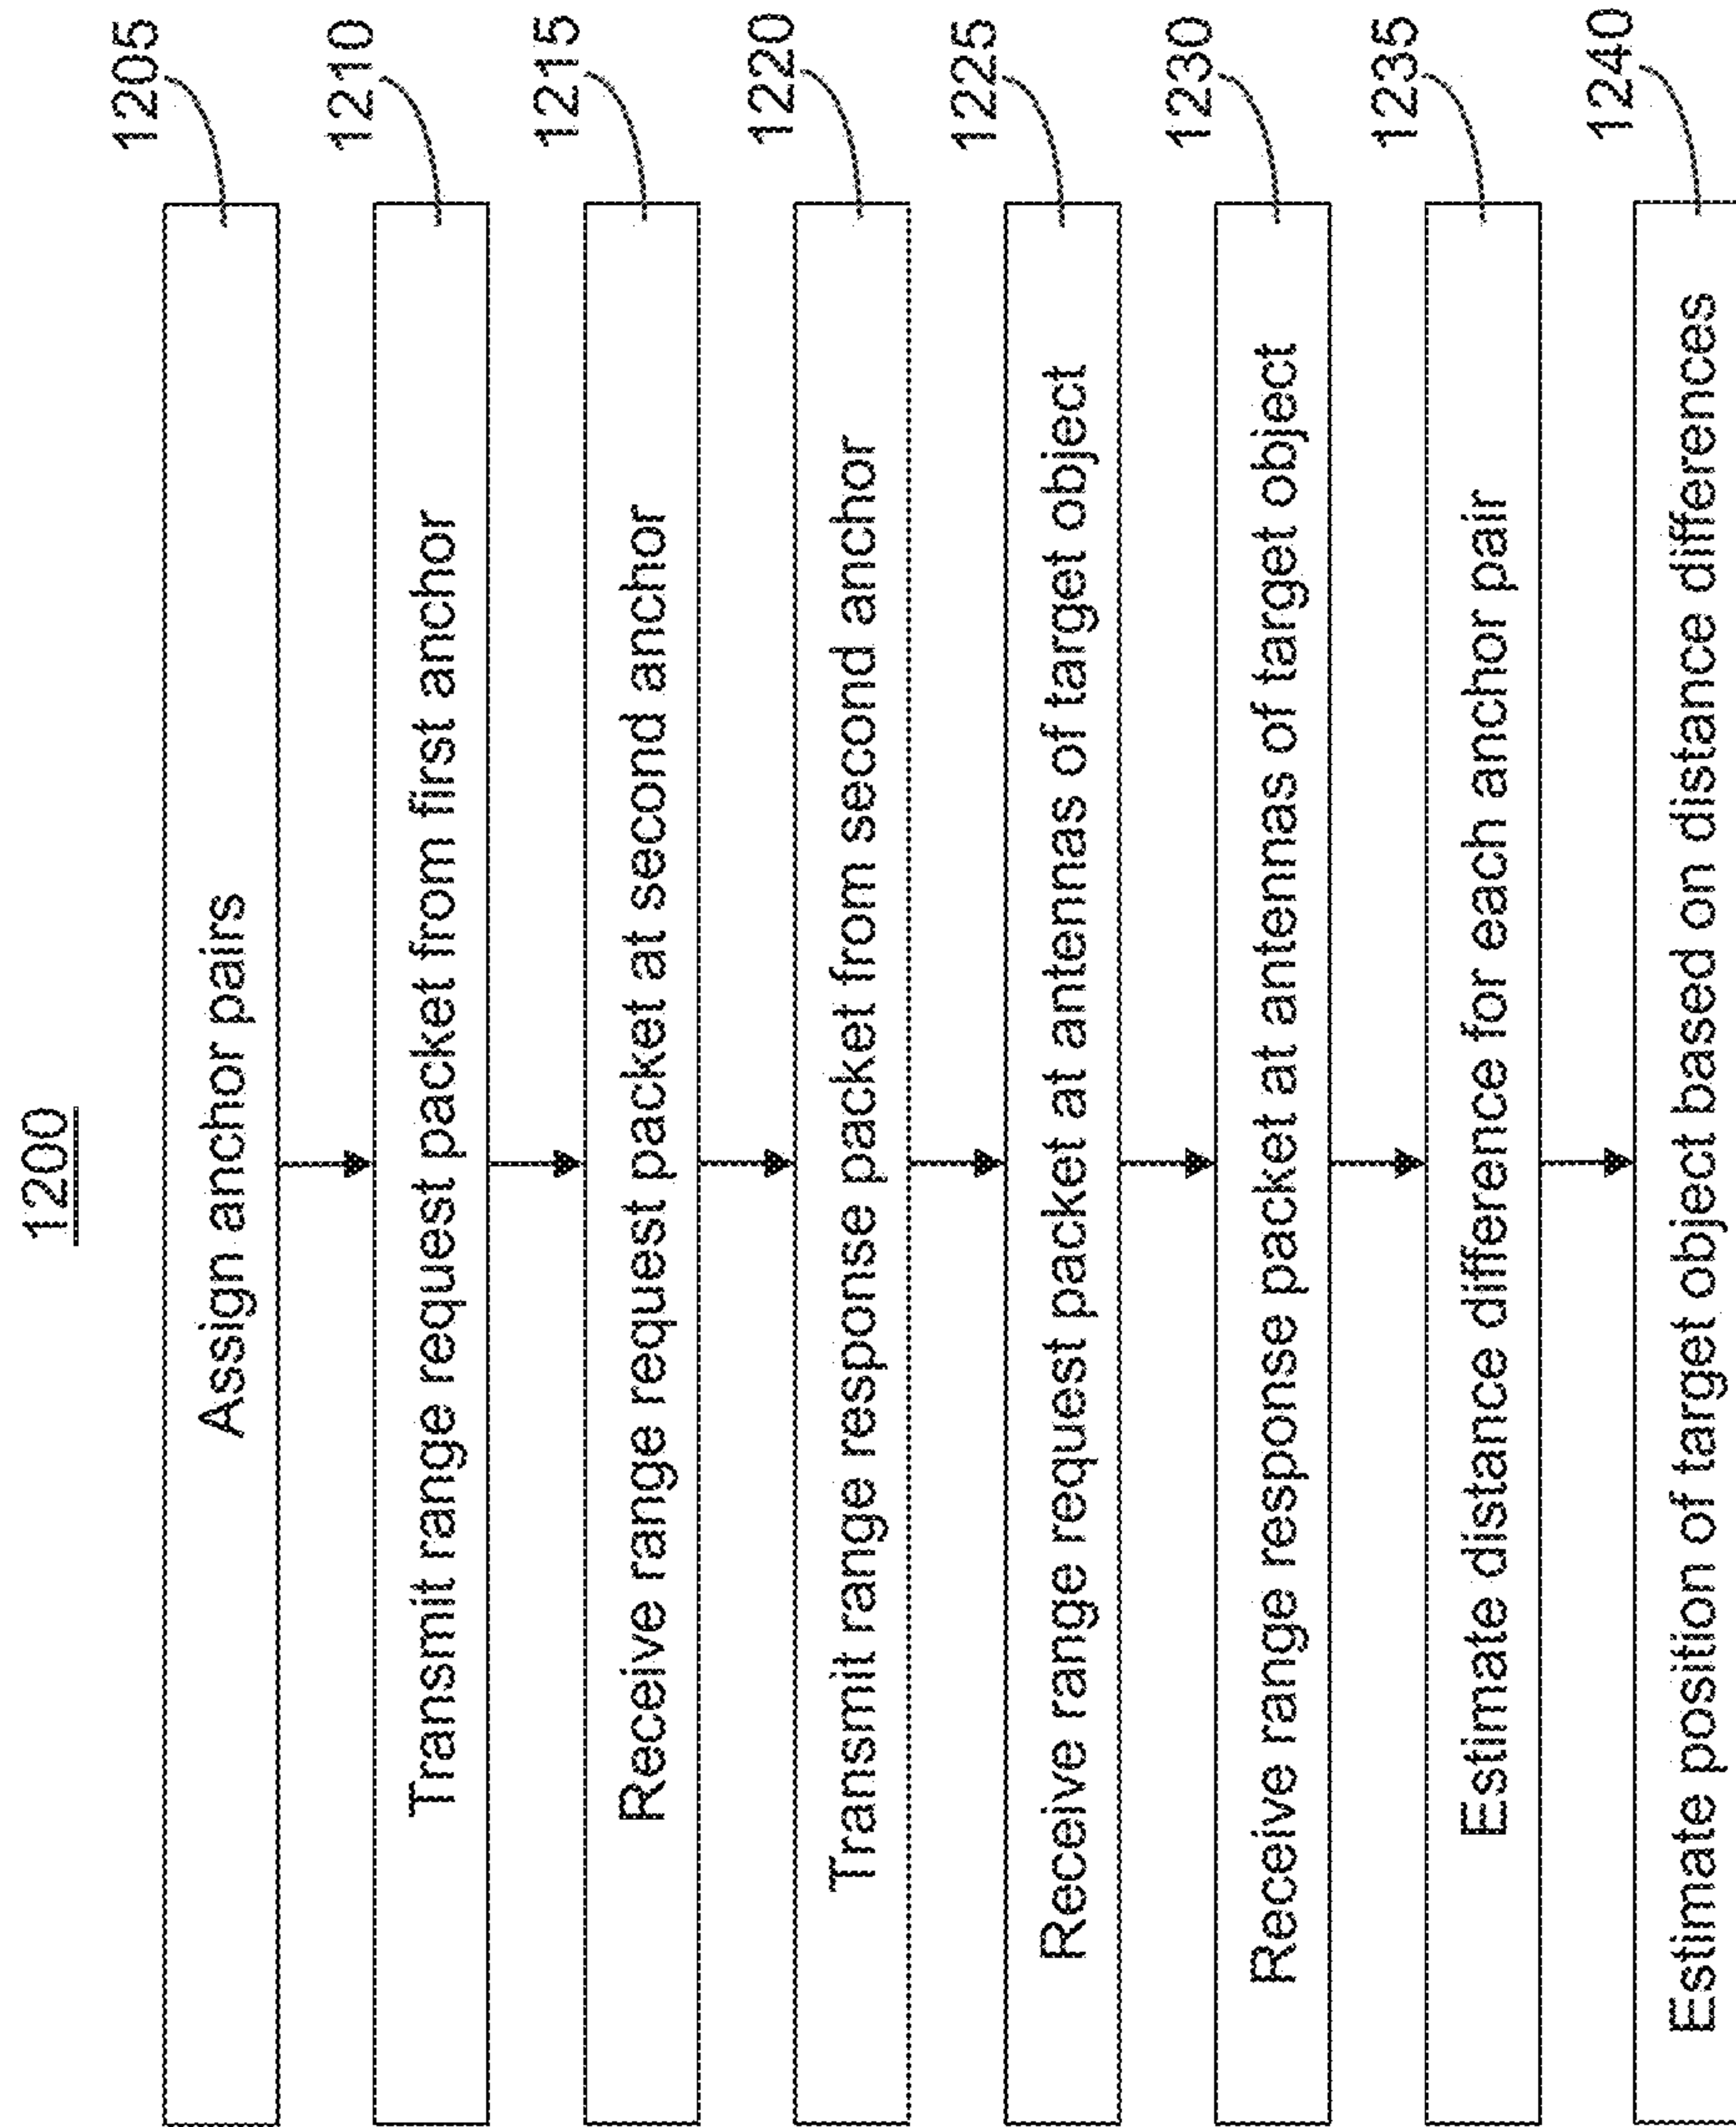 1200
Assign anchor pairs
1205
Transmit range request packet from first anchor
1210
Receive range request packet at second anchor
1215
Transmit range response packet from second anchor
1220
Receive range request packet at antennas of target object
1225
Receive range response packet at antennas of target object
1230
Estimate distance difference for each anchor pair
1235
Estimate position of target object based on distance differences
1240